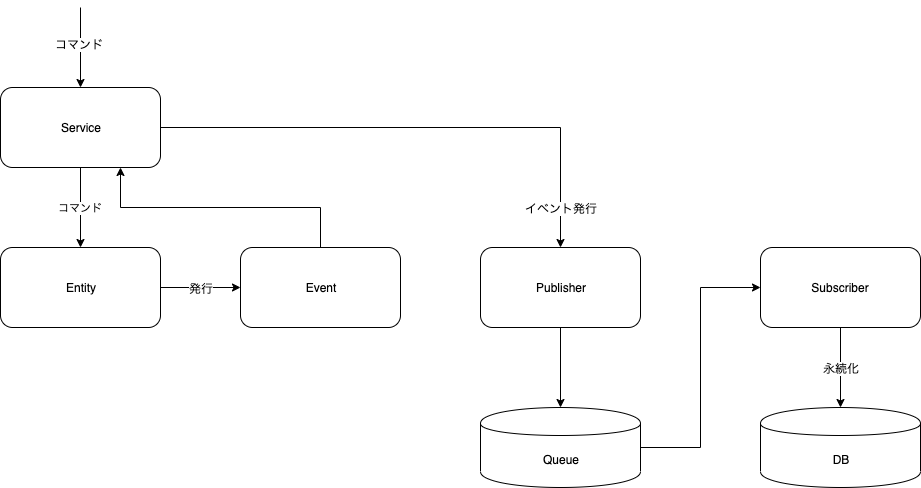 コマンド
Service
コマンド
イベント発行
Entity
発行
Event
Publisher
Subscriber
永続化
Queue
DB